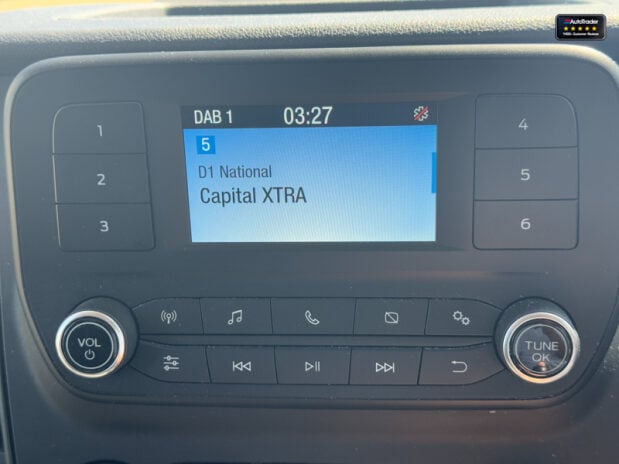 AutoTrader
DAB 1 03:27
5
D1 National
Capital XTRA
1
2
3
4
5
6
VOL
TUNE
OK